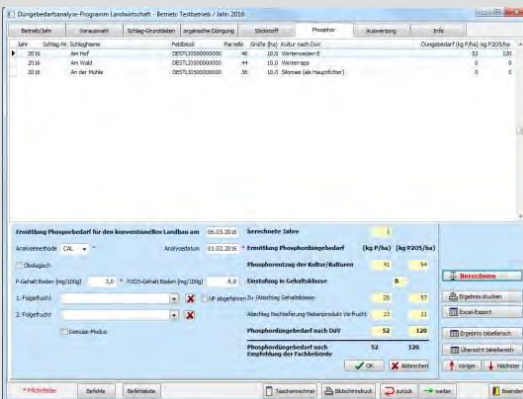 Düngebedarfsanalyse-Programm Landwirtschaft - Betrieb: Testbetrieb / Jahr 2016
Betrieb/Jahr Vorauswahl Schlag-Grunddaten organische Düngung Stickstoff Phosphor Auswertung Info
Jahr Schlag-Nr. Schlagname Feldblock Parzelle Größe (ha) Kultur nach DüV Düngebedarf (kg P/ha) kg P2O5/ha)
2016 Am Hof 46 10,0 Winterweizen E 52 120
2016 Am Wald 44 10,0 Winterraps 0 0
2016 An der Mühle 36 10,0 Silomais (als Hauptfutter) 0 0
Ermittlung Phosphorbedarf für den konventionellen Landbau am 06.03.2016 berechnete Jahre 1
Analysemethode CAL * Analysedatum 01.02.2016 * Ermittlung Phosphordüngebedarf (kg P/ha) (kg P2O5/ha)
Ökologisch Phosphorentzug der Kultur/Kulturen 41 94
P-Gehalt Boden (mg/100g) 3,0 * P2O5-Gehalt Boden (mg/100g) Einstufung in Gehaltsklasse B
1. Folgefrucht NP abgefahren Zu-/Abschlag Gehaltsklasse 25 57
2. Folgefrucht Abschlag Nachlieferung Nebenprodukt Vorfrucht 13 31
Gemüse-Modus Phosphordüngebedarf nach DüV 52 120
Phosphordüngebedarf nach Empfehlung der Fachbehörde 52 120
OK Abbrechen
Berechnen
Ergebnis drucken
Excel-Export
Ergebnis tabellarisch
Übersicht tabellarisch
Voriger Nächster
* Pflichtfelder Befehle Befehlsliste Taschenrechner Bildschirmdruck zurück weiter Beenden